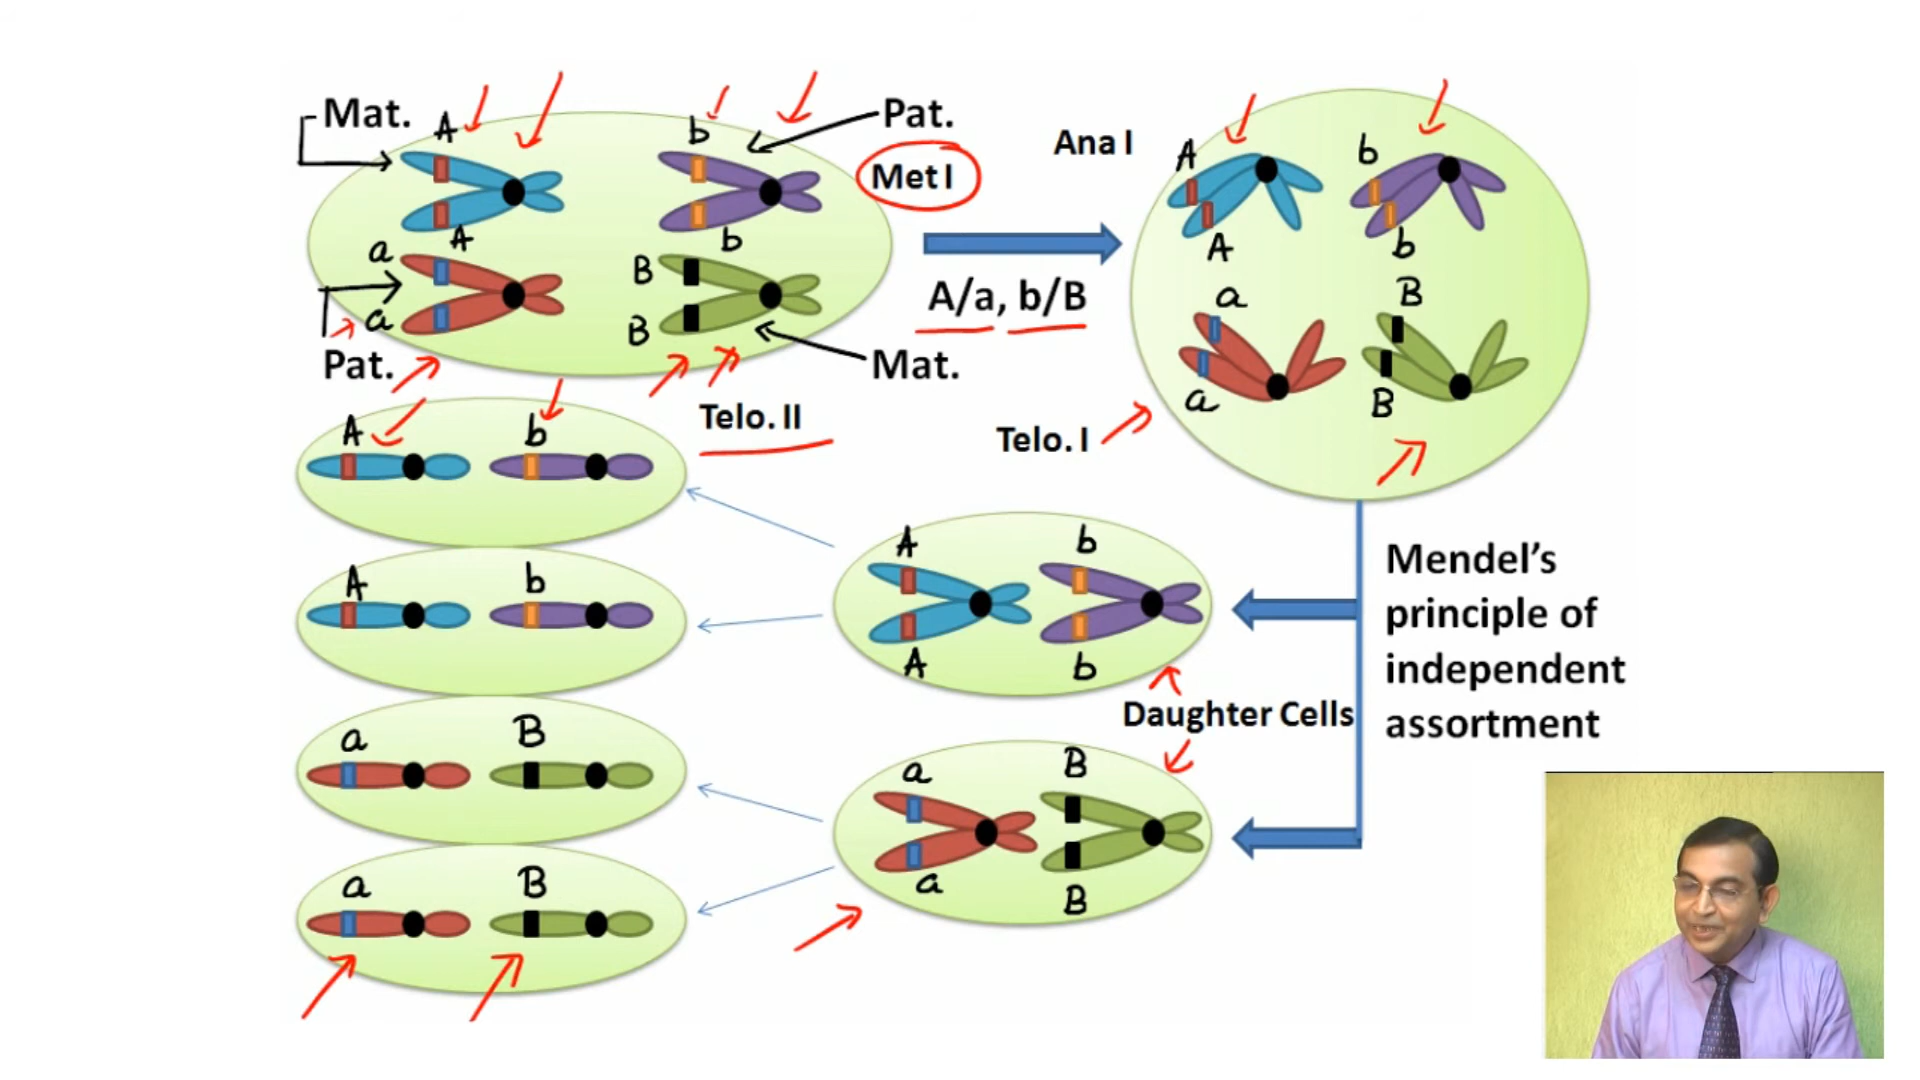 Mat.
A
b
Pat.
Met I
A
b
a
B
a
B
Pat.
Mat.
Ana I
A/a, b/B
A
b
A
b
a
B
a
B
Telo. I
Telo. II
A
b
A
b
a
B
a
B
A
b
A
b
Daughter Cells
a
B
a
B
Mendel's
principle of
independent
assortment